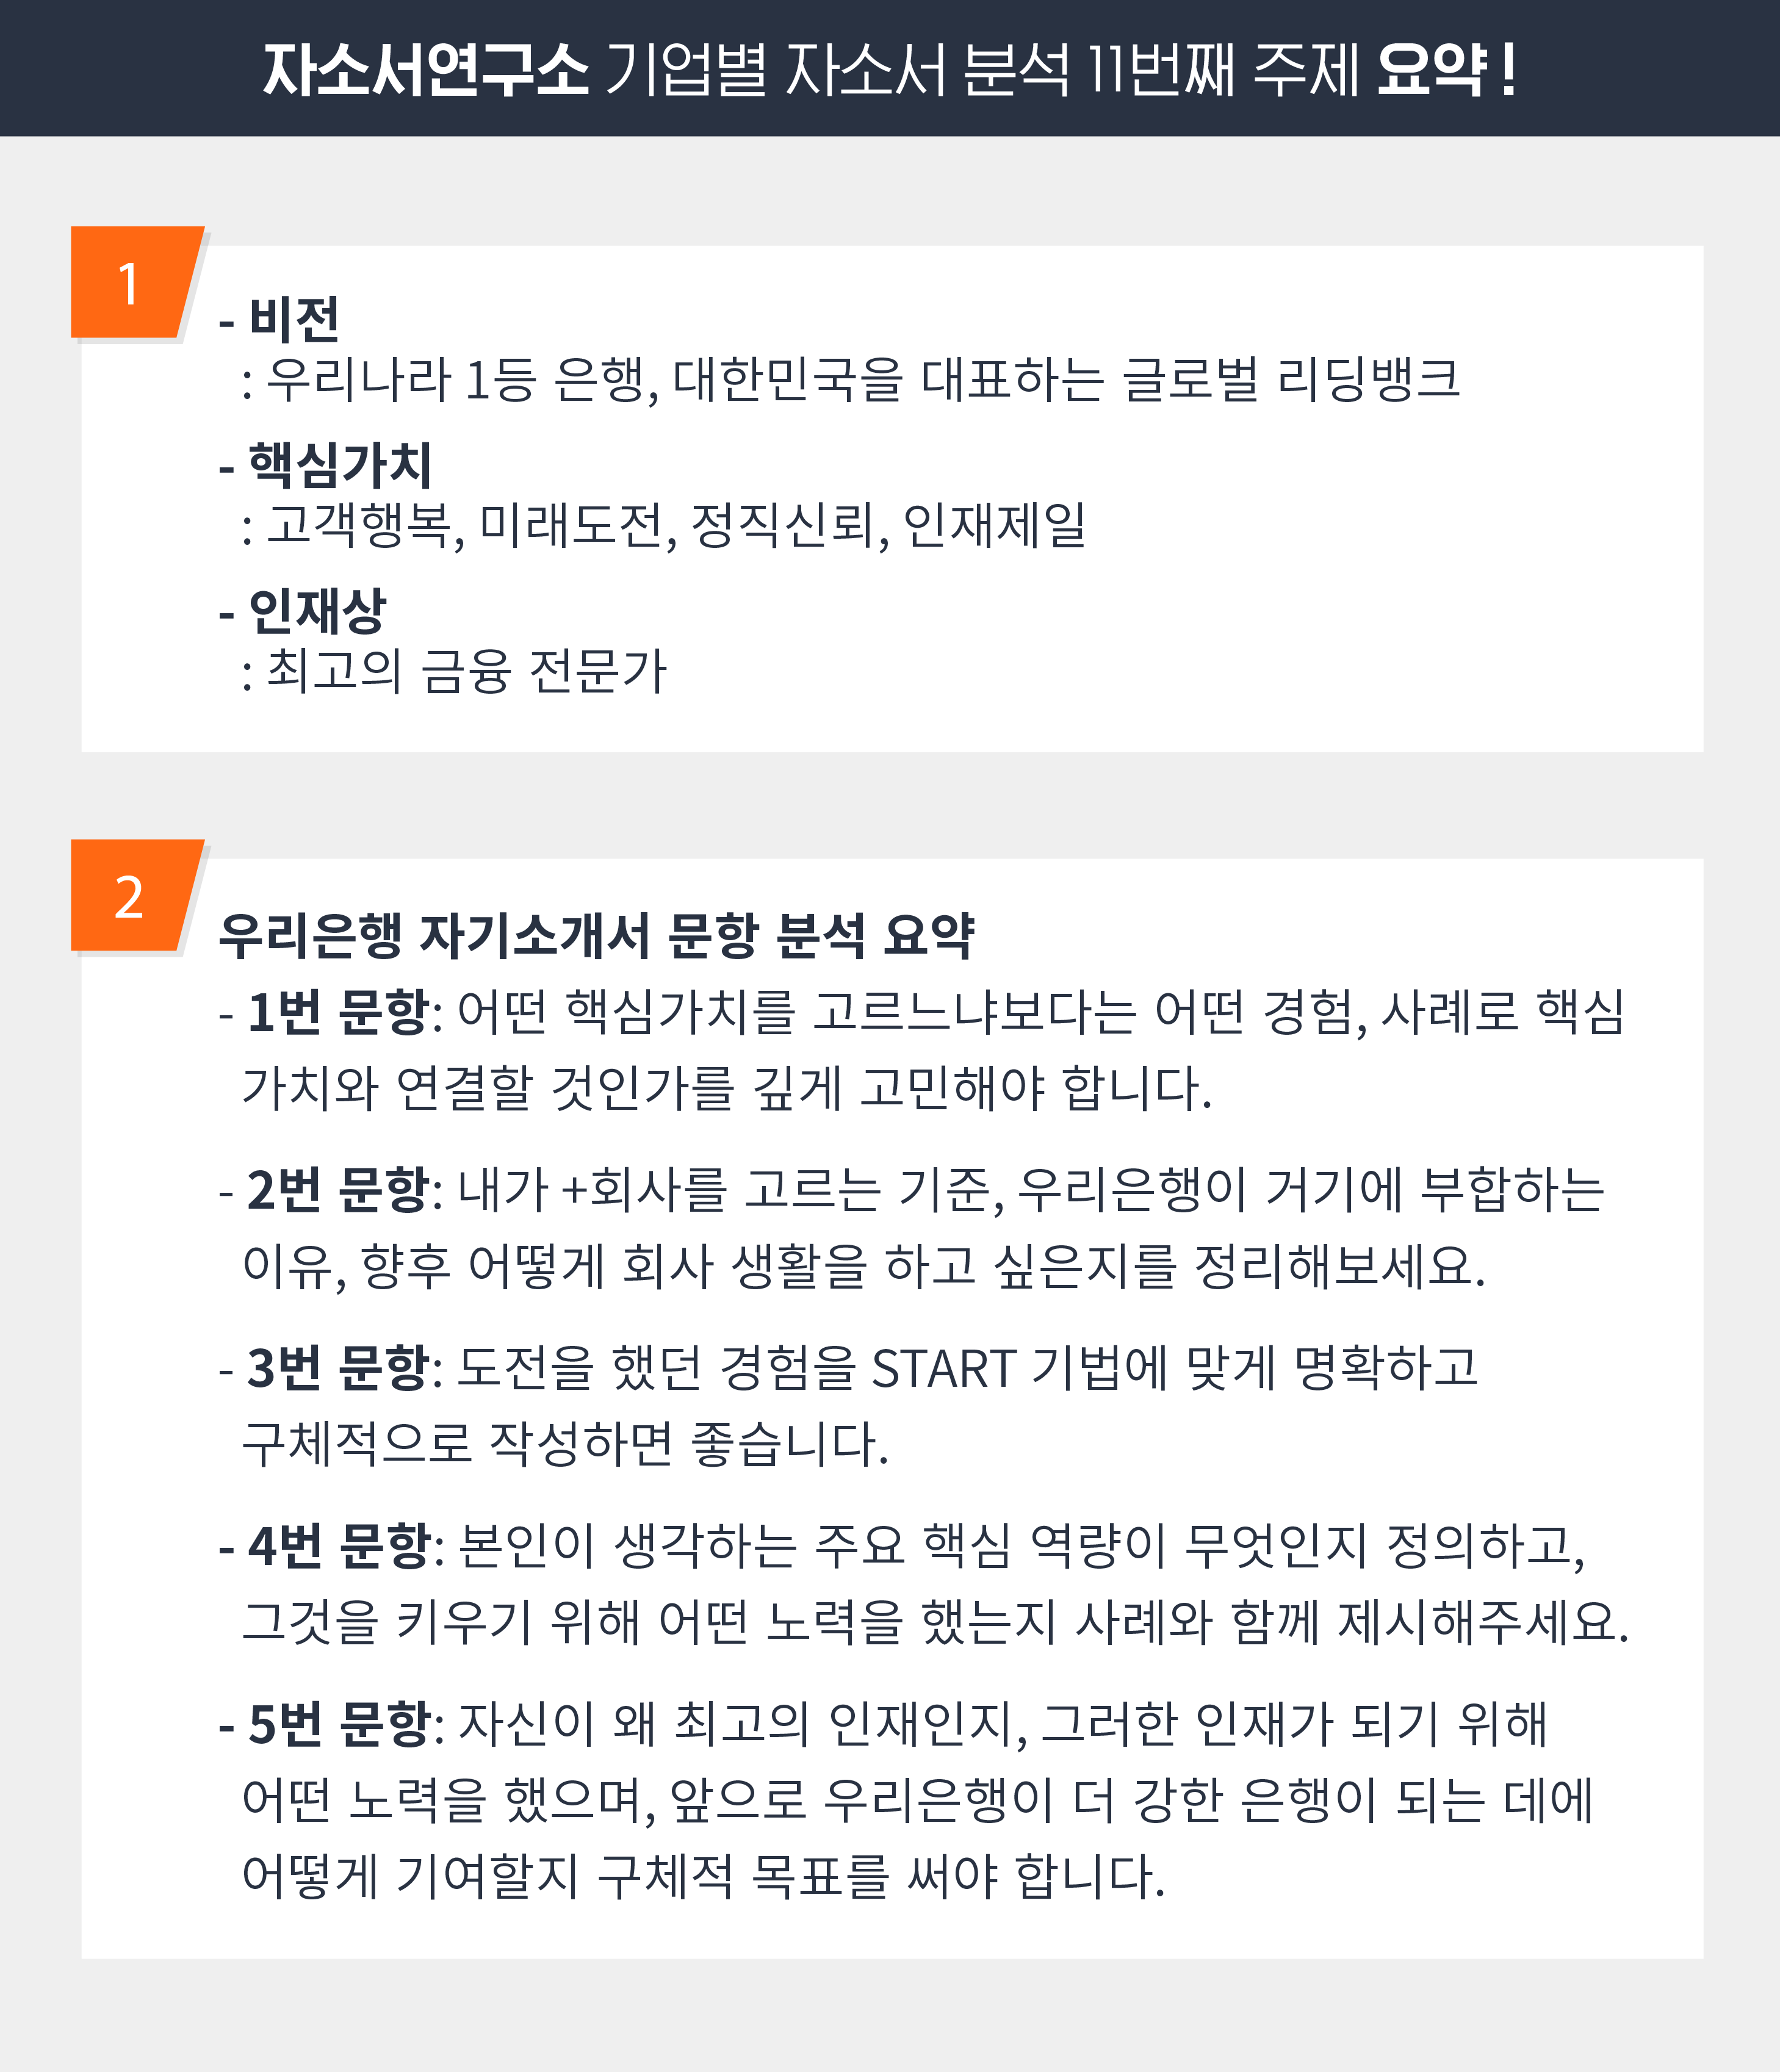 자소서연구소 기업별 자소서 분석 11번째 주제 요약!
1
- 비전
: 우리나라 1등 은행, 대한민국을 대표하는 글로벌 리딩뱅크
- 핵심가치
: 고객행복, 미래도전, 정직신뢰, 인재제일
- 인재상
: 최고의 금융 전문가
2
우리은행 자기소개서 문항 분석 요약
- 1번 문항: 어떤 핵심가치를 고르느냐보다는 어떤 경험, 사례로 핵심
가치와 연결할 것인가를 깊게 고민해야 합니다.
- 2번 문항: 내가 +회사를 고르는 기준, 우리은행이 거기에 부합하는
이유, 향후 어떻게 회사 생활을 하고 싶은지를 정리해보세요.
- 3번 문항: 도전을 했던 경험을 START 기법에 맞게 명확하고
구체적으로 작성하면 좋습니다.
- 4번 문항: 본인이 생각하는 주요 핵심 역량이 무엇인지 정의하고,
그것을 키우기 위해 어떤 노력을 했는지 사례와 함께 제시해주세요.
- 5번 문항: 자신이 왜 최고의 인재인지, 그러한 인재가 되기 위해
어떤 노력을 했으며, 앞으로 우리은행이 더 강한 은행이 되는 데에
어떻게 기여할지 구체적 목표를 써야 합니다.